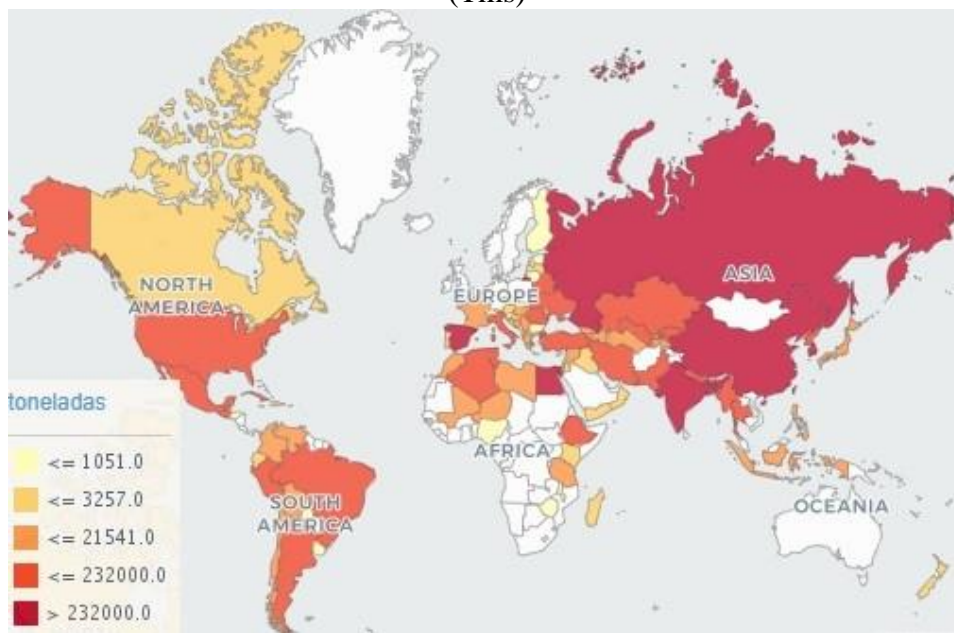 (Tms)
NORTH
AMERICA
EUROPE
ASIA
AFRICA
SOUTH
AMERICA
OCEANIA
toneladas
<= 1051.0
<= 3257.0
<= 21541.0
<= 232000.0
> 232000.0